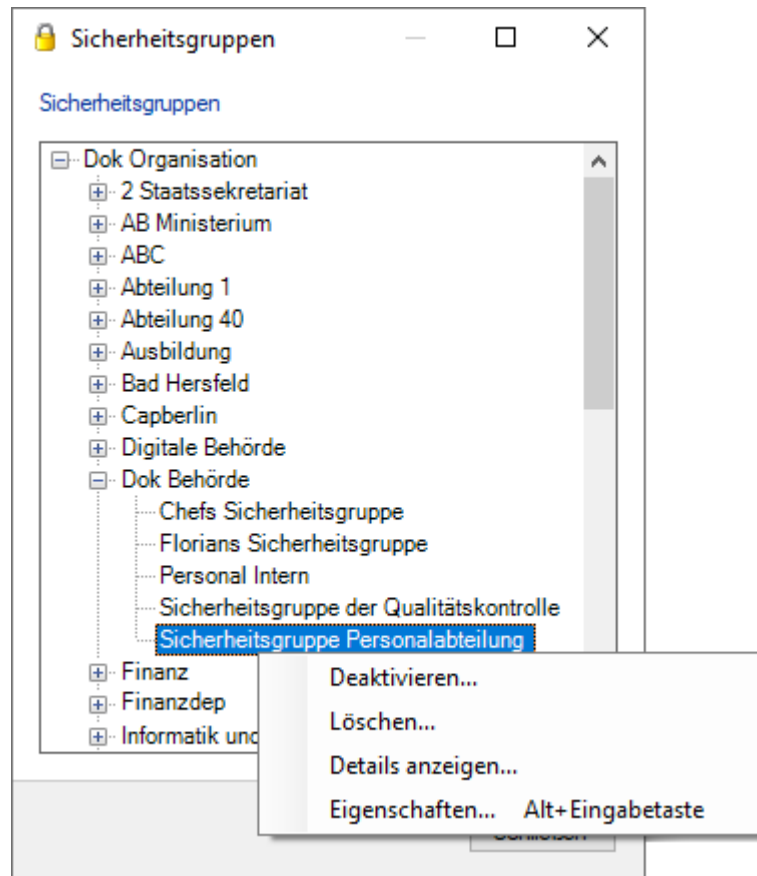 Sicherheitsgruppen
Sicherheitsgruppen
Dok Organisation
2 Staatssekretariat
AB Ministerium
ABC
Abteilung 1
Abteilung 40
Ausbildung
Bad Hersfeld
Capberlin
Digitale Behörde
Dok Behörde
Chefs Sicherheitsgruppe
Florians Sicherheitsgruppe
Personal Intern
Sicherheitsgruppe der Qualitätskontrolle
Sicherheitsgruppe Personalabteilung
Finanz
Finanzdep
Informatik und
Deaktivieren...
Löschen...
Details anzeigen...
Eigenschaften... Alt+Eingabetaste